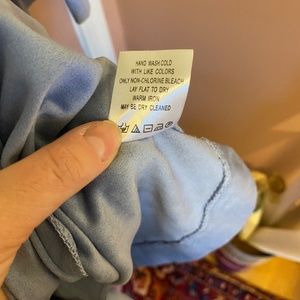 HAND WASH COLD
WITH LIKE COLORS
ONLY NON-CHLORINE BLEACH
LAY FLAT TO DRY
WARM IRON
MAY BE DRY CLEANED